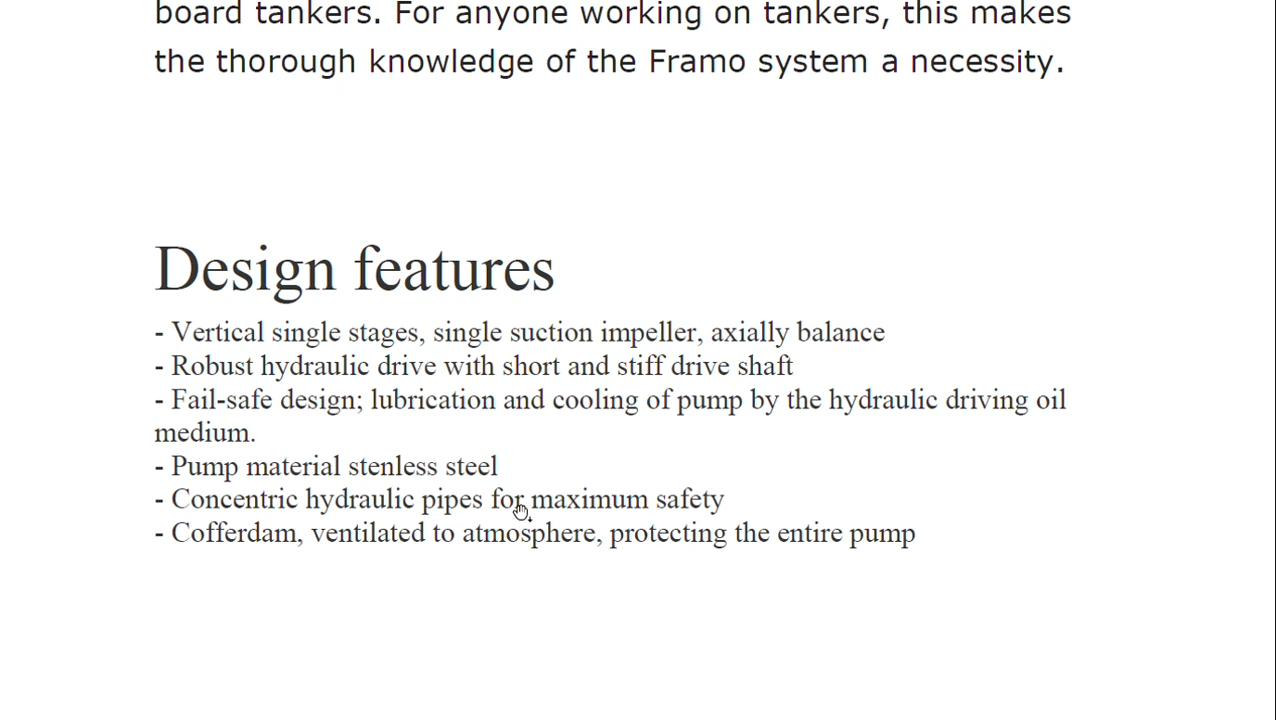 board tankers. For anyone working on tankers, this makes
the thorough knowledge of the Framo system a necessity.
Design features
- Vertical single stages, single suction impeller, axially balance
- Robust hydraulic drive with short and stiff drive shaft
- Fail-safe design; lubrication and cooling of pump by the hydraulic driving oil
medium.
- Pump material stenless steel
- Concentric hydraulic pipes for maximum safety
- Cofferdam, ventilated to atmosphere, protecting the entire pump